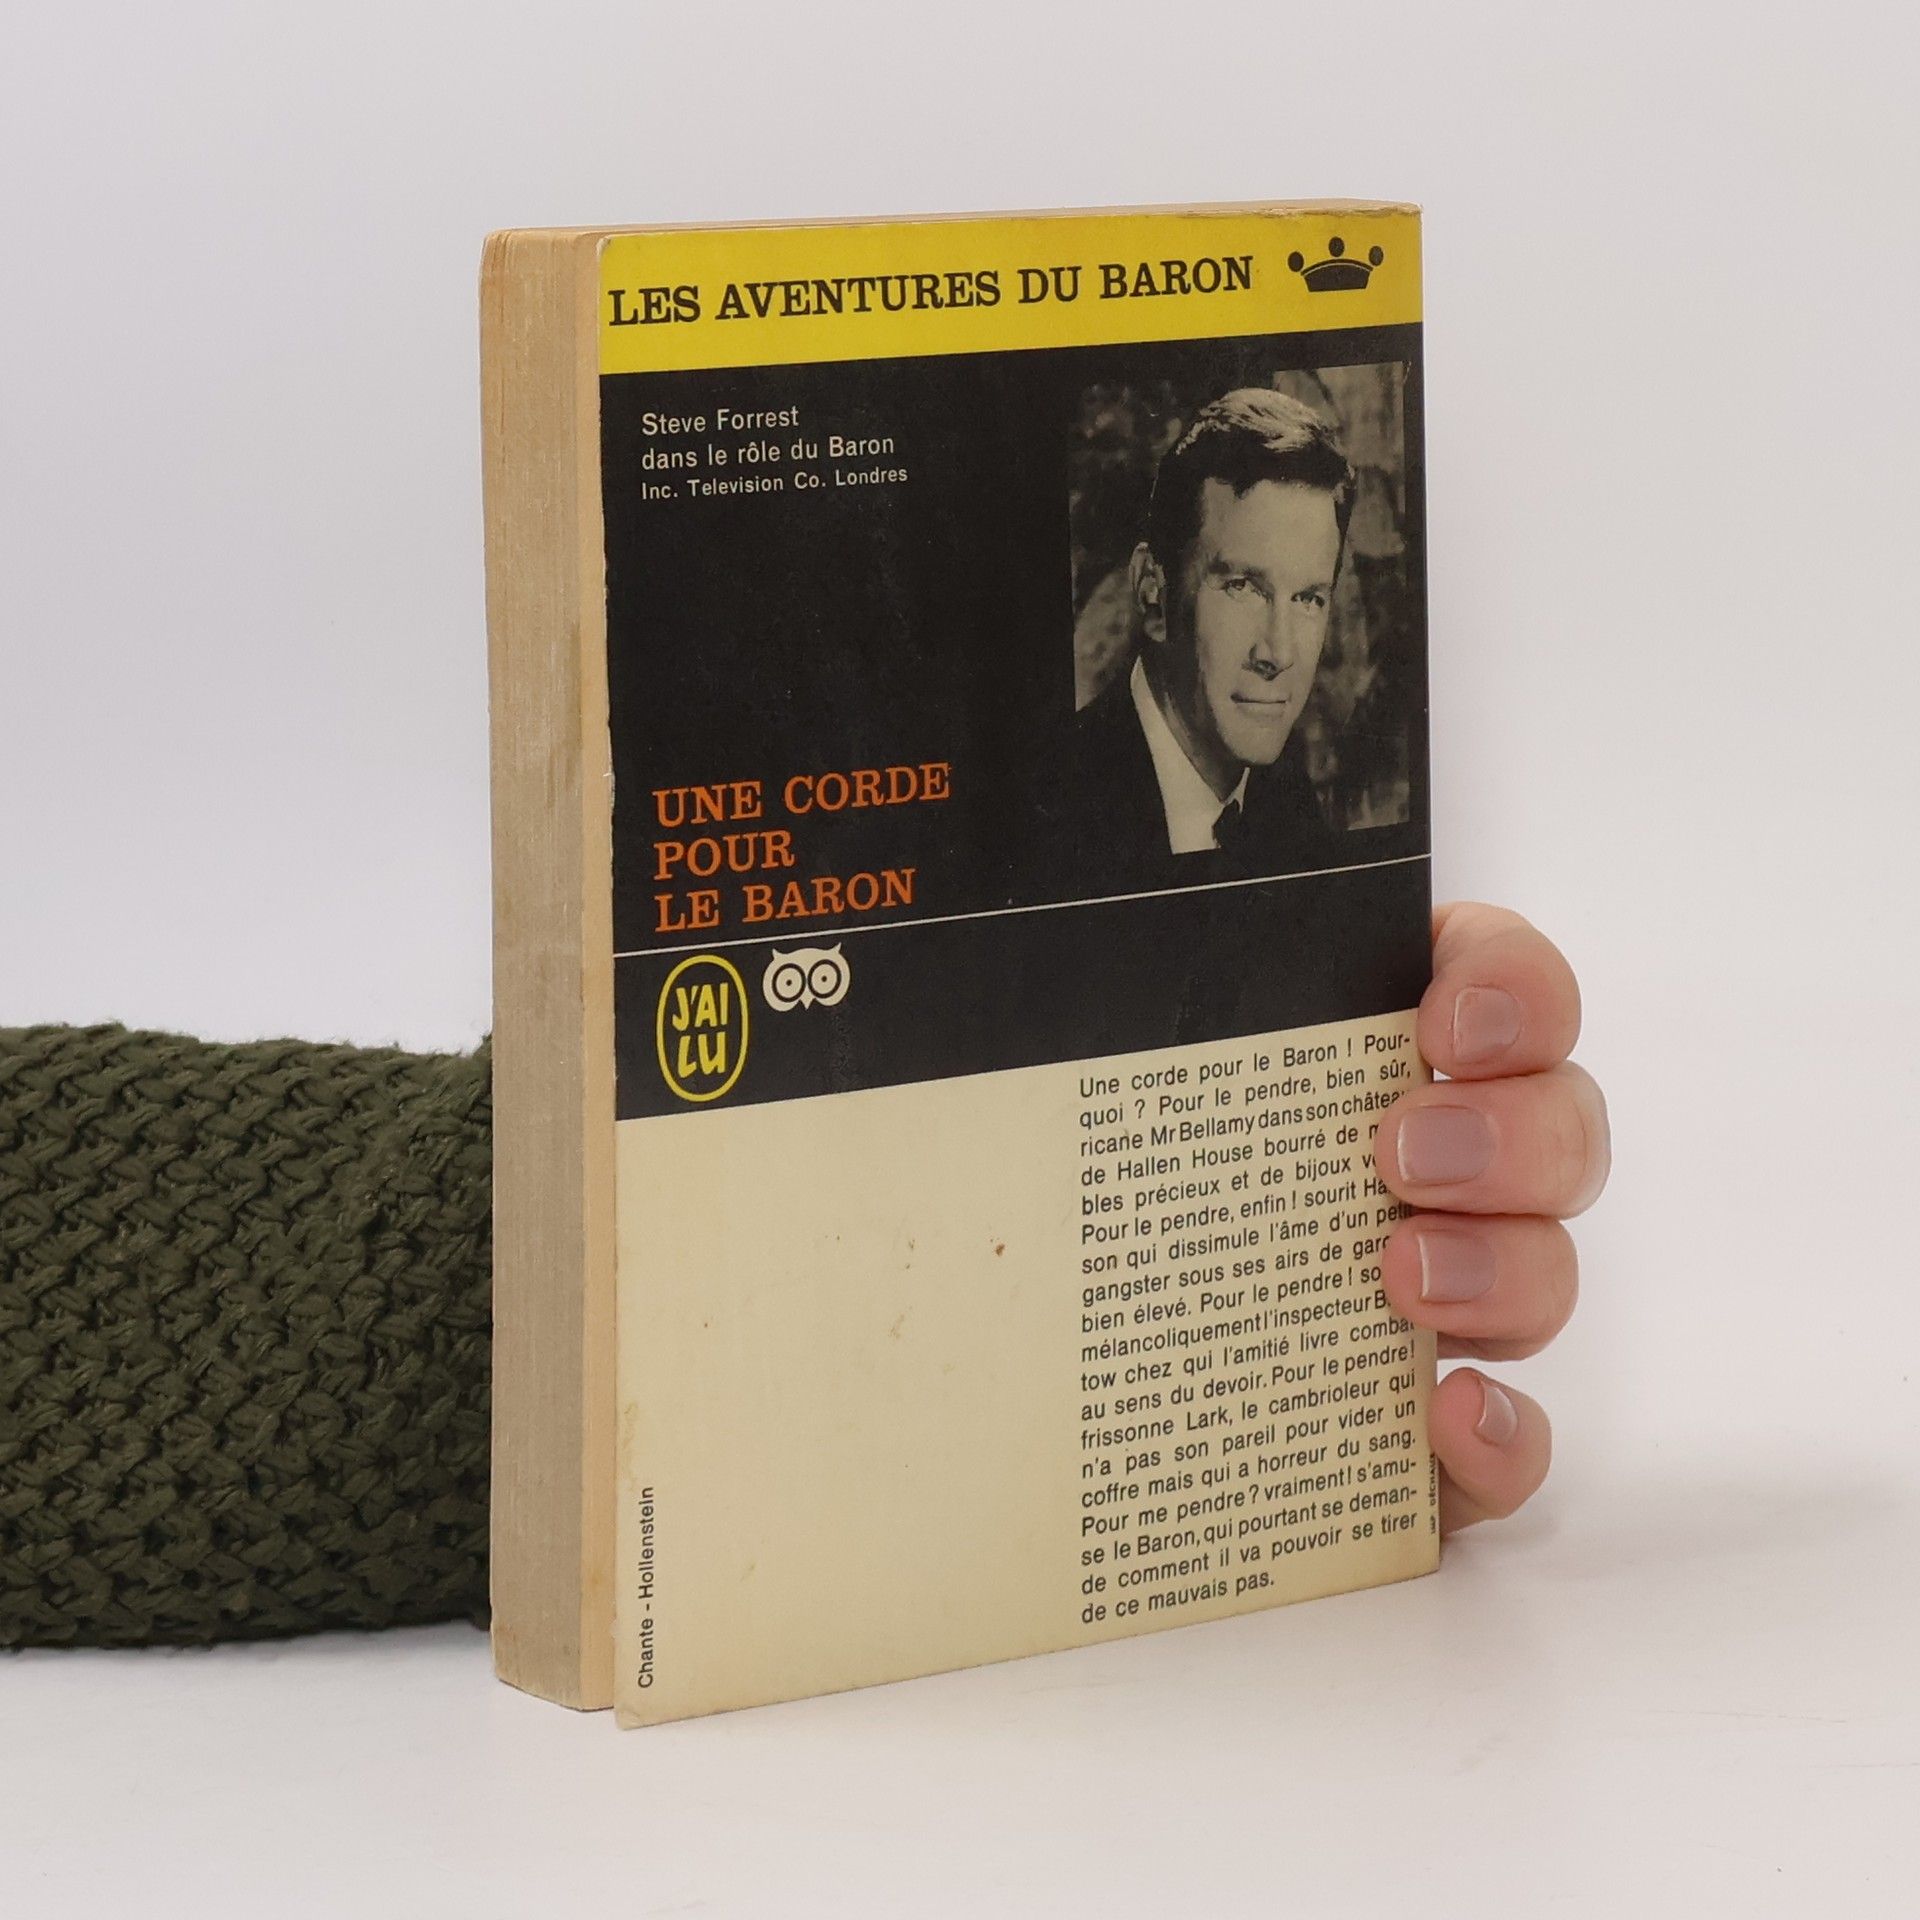 LES AVENTURES DU BARON
Steve Forrest
dans le rôle du Baron
Inc. Television Co. Londres
UNE CORDE
POUR
LE BARON
J'AI
LU
Une corde pour le Baron ! Pour-
quoi ? Pour le pendre, bien sûr,
ricane Mr Bellamy dans son château
de Hallen House bourré de
bles précieux et de bijoux
Pour le pendre, enfin ! sourit
son qui dissimule l'âme d'un petit
gangster sous ses airs de
bien élevé. Pour le pendre !
mélancoliquement l'inspecteur
tow chez qui l'amitié livre combat
au sens du devoir. Pour le pendre !
frissonne Lark, le cambrioleur qui
n'a pas son pareil pour vider un
coffre mais qui a horreur du sang.
Pour me pendre ? vraiment ! s'amu-
se le Baron, qui pourtant se deman-
de comment il va pouvoir se tirer
de ce mauvais pas.
Chante - Hollenstein